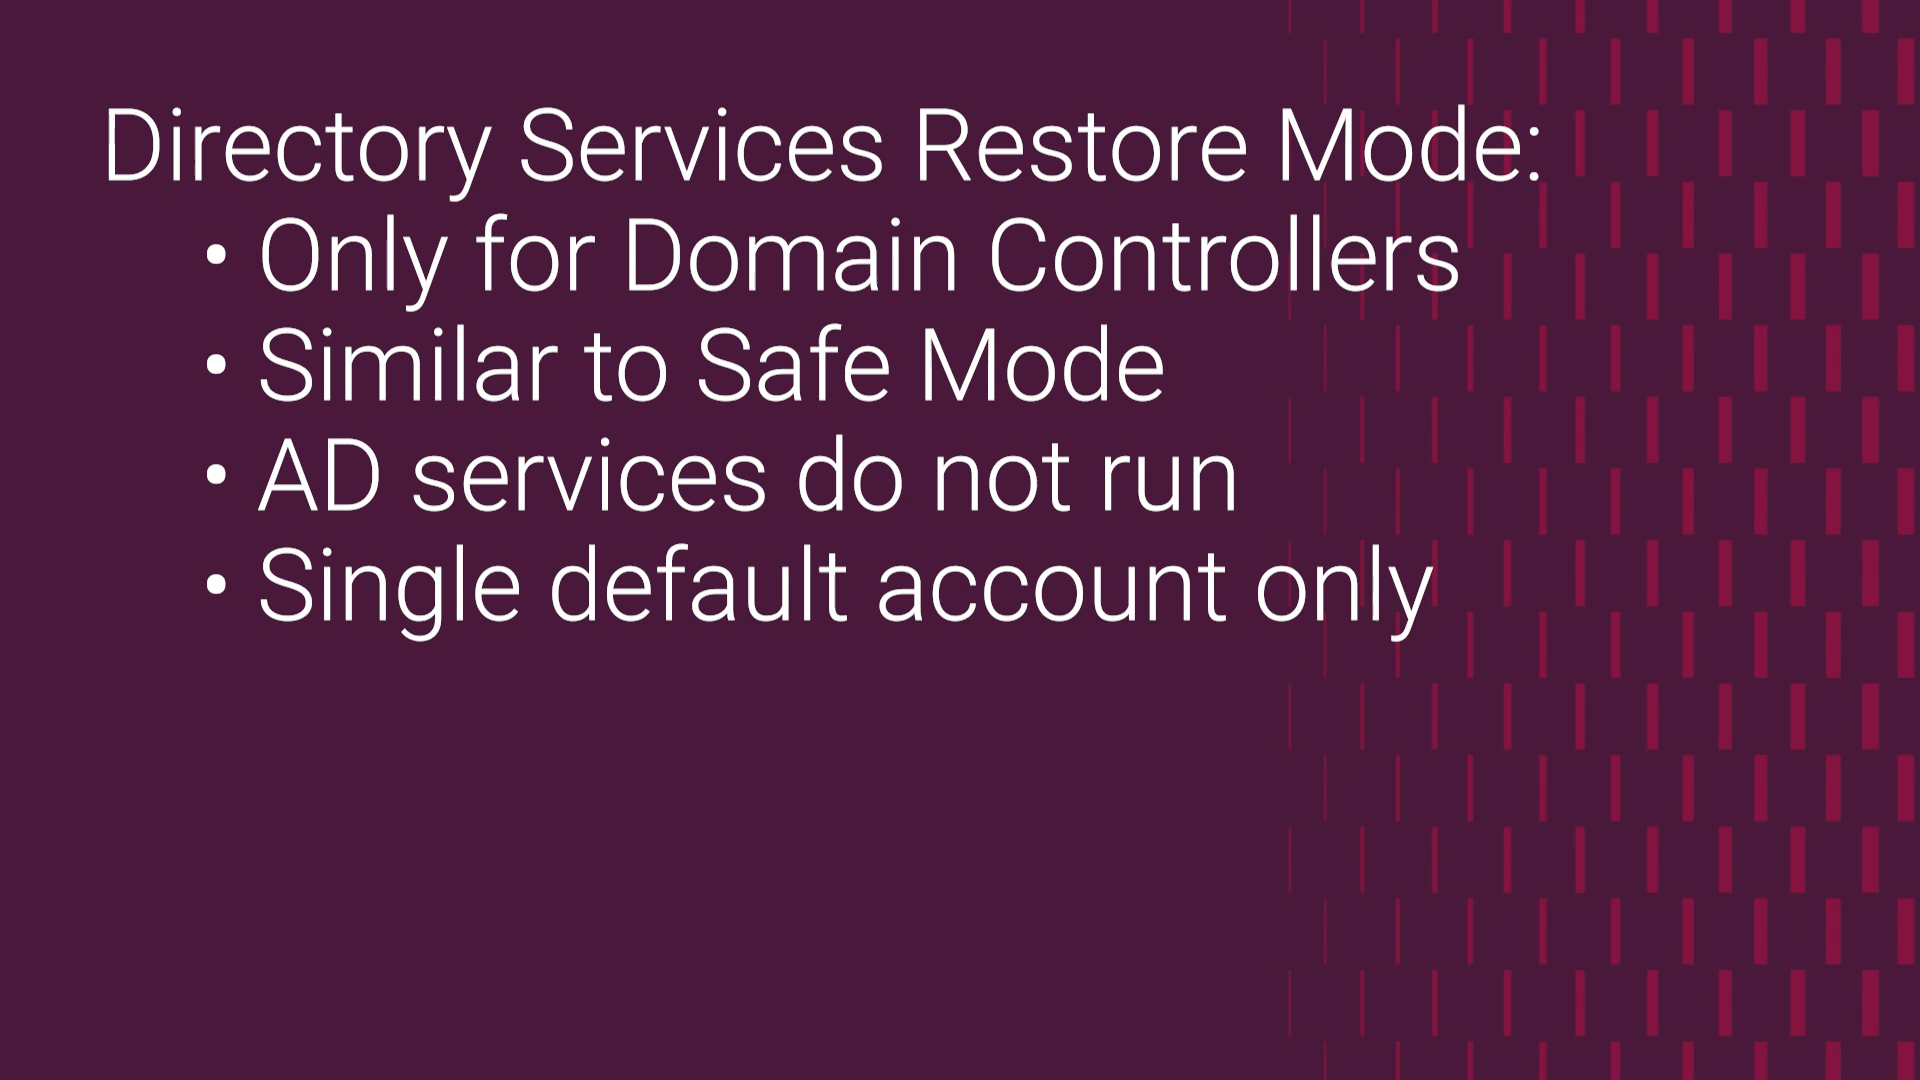 Directory Services Restore Mode:
• Only for Domain Controllers
• Similar to Safe Mode
• AD services do not run
• Single default account only